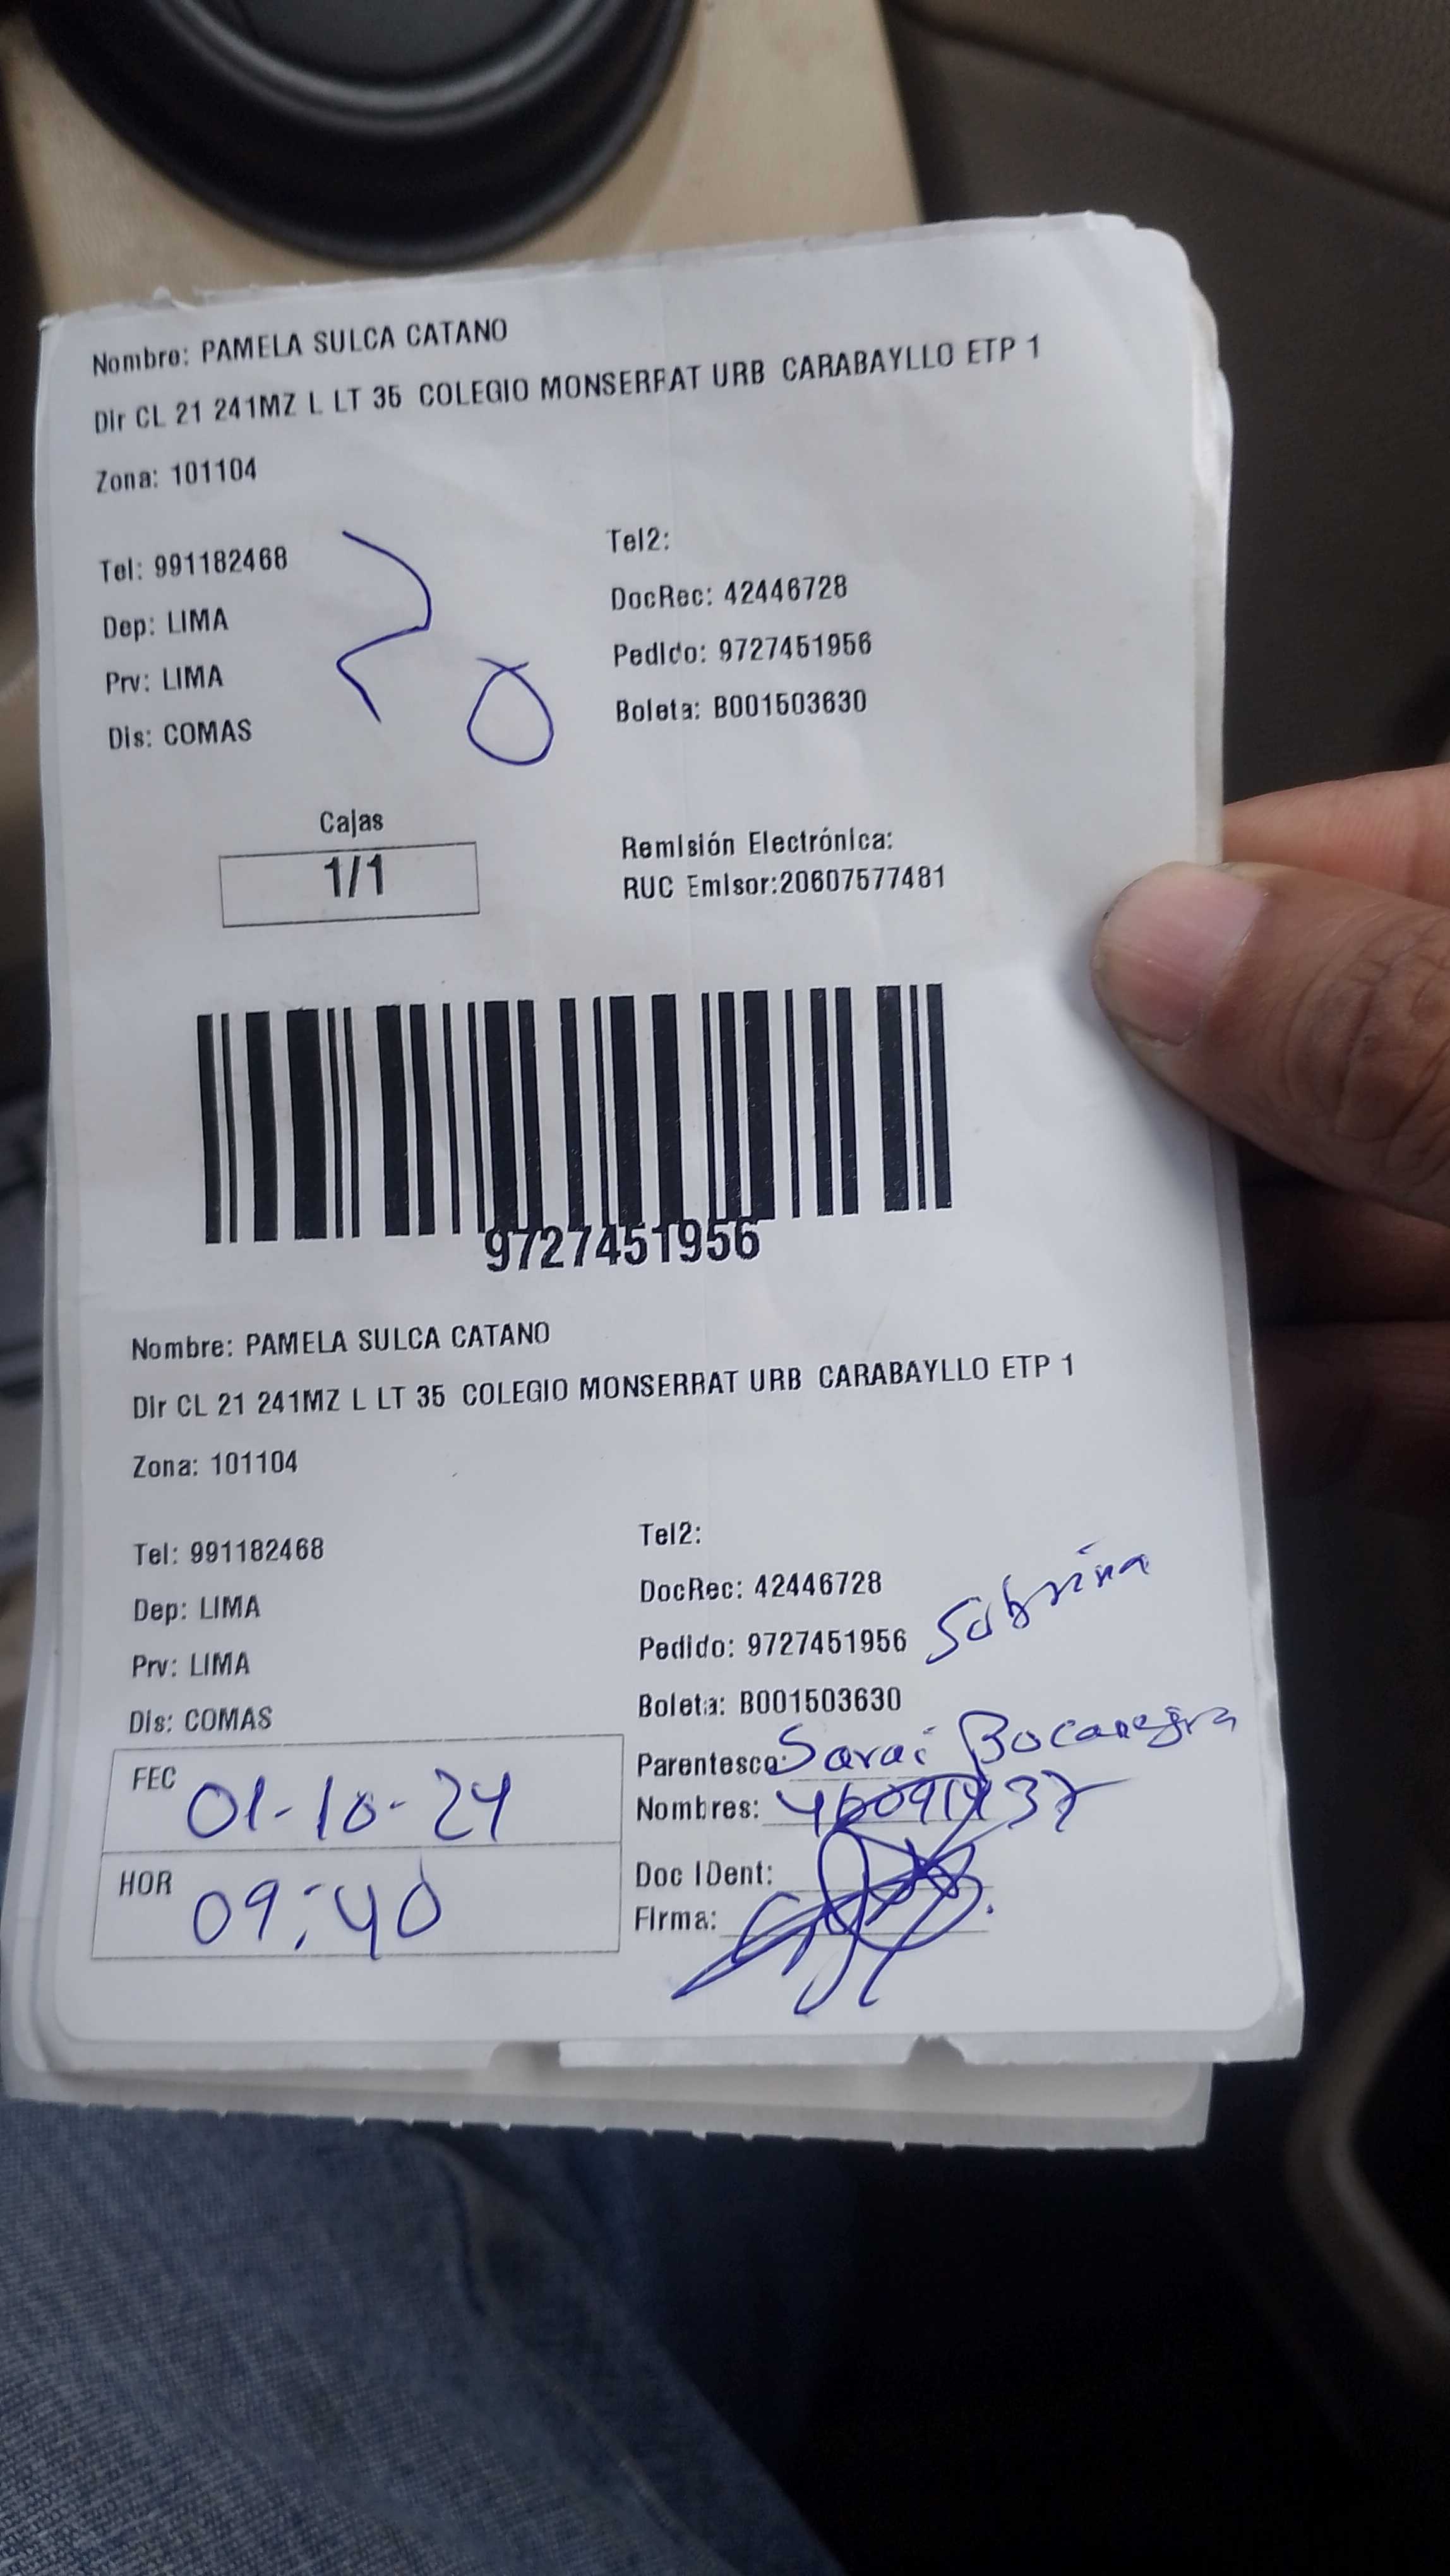 Nombre: PAMELA SULCA CATANO
Dir CL 21 241MZ L LT 35 COLEGIO MONSERRAT URB CARABAYLLO ETP 1
Zona: 101104
Tel: 991182468
Tel2:
Dep: LIMA
DocRec: 42446728
Prv: LIMA
Pedido: 9727451956
Dis: COMAS
Boleta: B001503630
20
Cajas
1/1
Remisión Electrónica:
RUC Emisor:20607577481
9727451956
Nombre: PAMELA SULCA CATANO
Dir CL 21 241MZ L LT 35 COLEGIO MONSERRAT URB CARABAYLLO ETP 1
Zona: 101104
Tel: 991182468
Tel2:
Dep: LIMA
DocRec: 42446728
Prv: LIMA
Pedido: 9727451956 Sabrina
Dis: COMAS
Boleta: B001503630
FEC 01-10-24
Parentesco: Sarai Bocanegra
Nombres:
HOR 09:40
Doc IDent:
Firma: